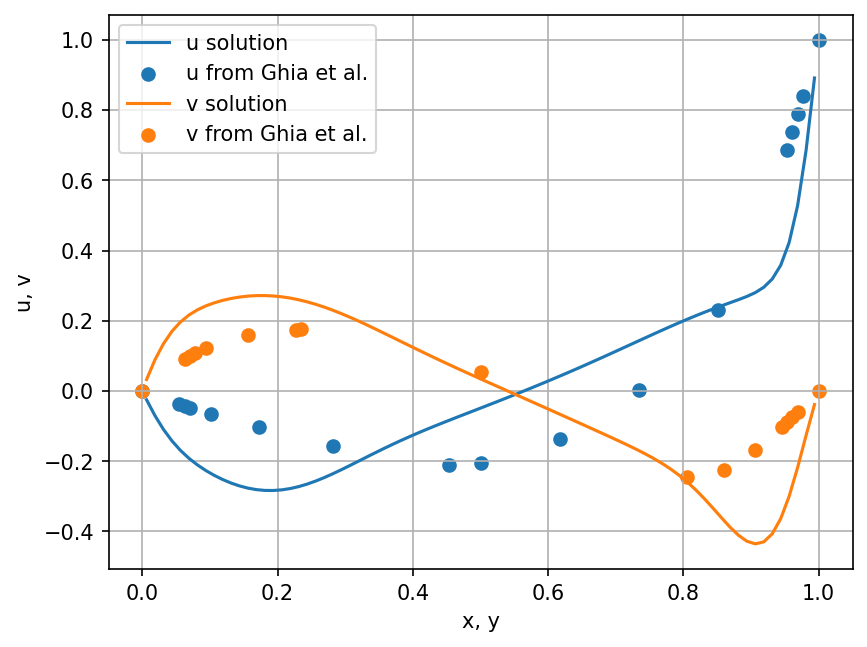 u solution
u from Ghia et al.
v solution
v from Ghia et al.
1.0
0.8
0.6
0.4
0.2
0.0
−0.2
−0.4
u, v
0.0 0.2 0.4 0.6 0.8 1.0
x, y